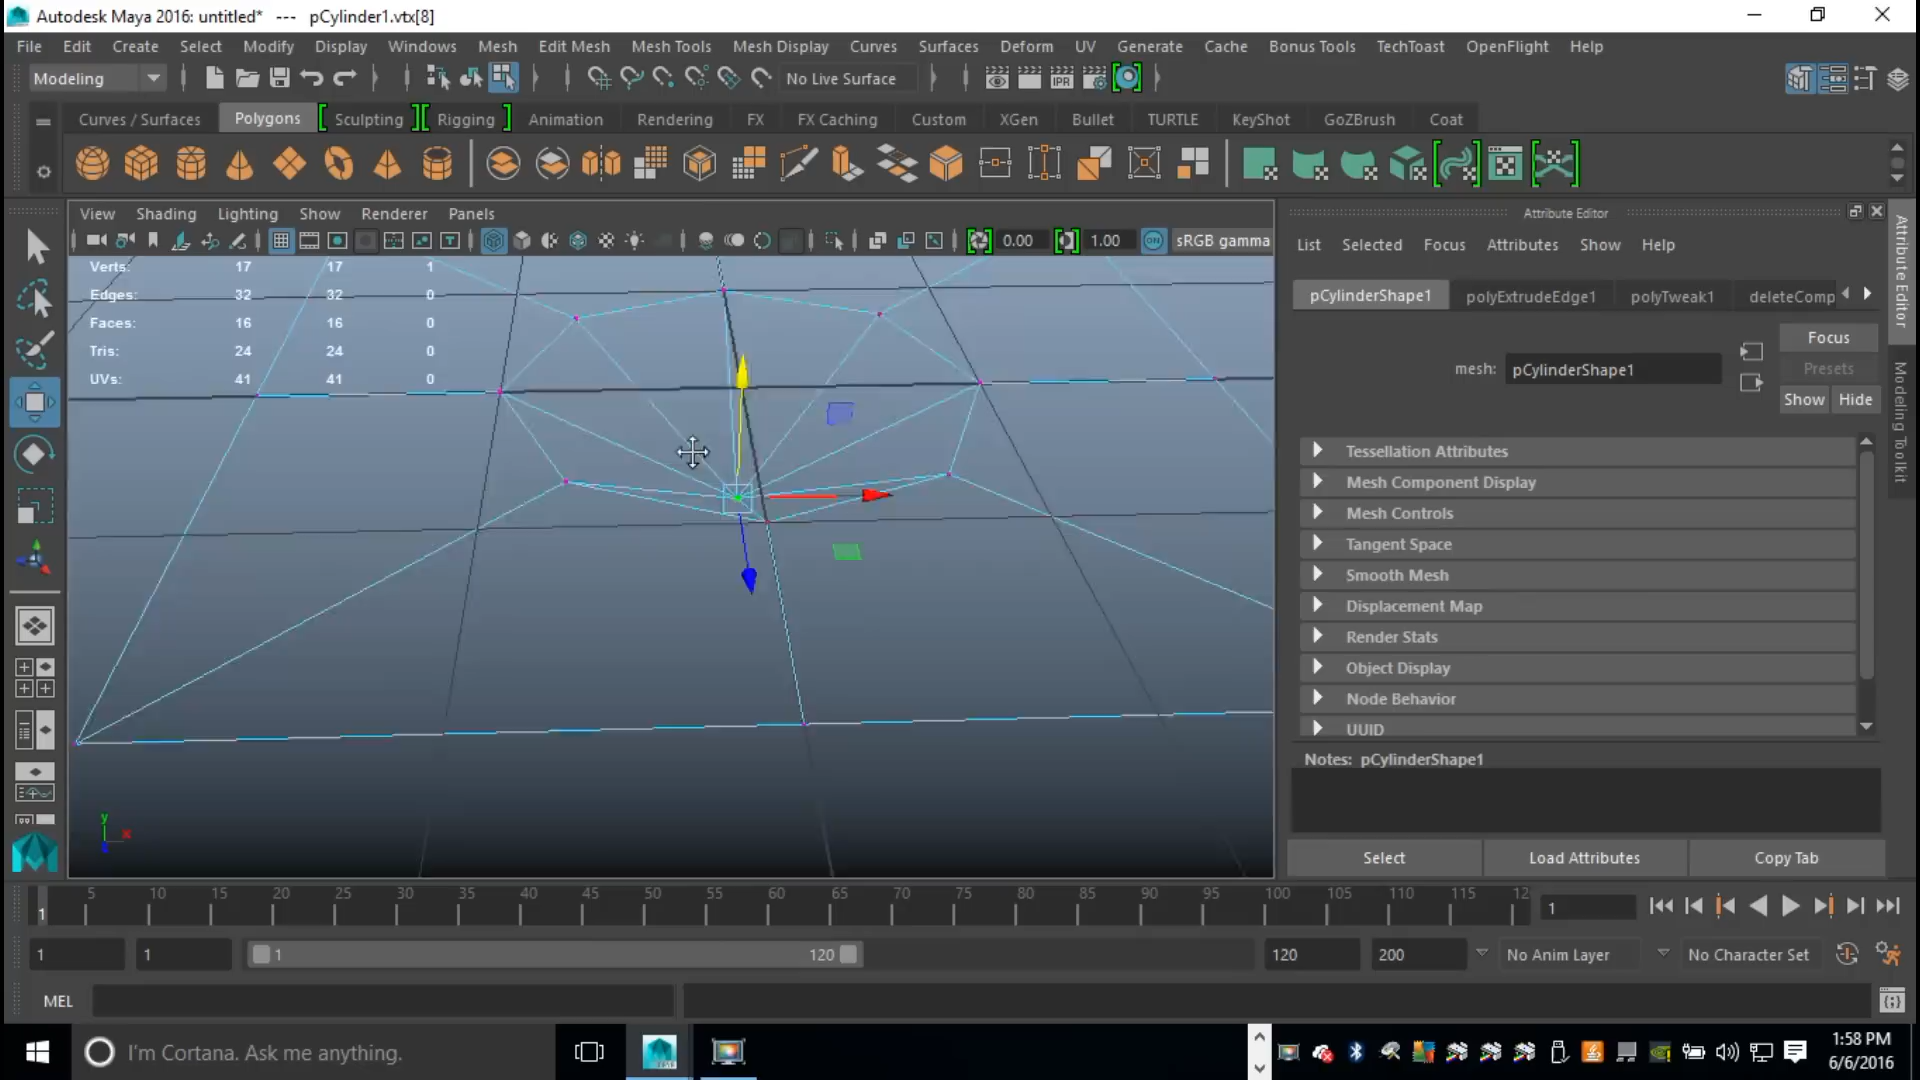 Autodesk Maya 2016: untitled* --- pCylinder1.vtx[8]
File Edit Create Select Modify Display Windows Mesh Edit Mesh Mesh Tools Mesh Display Curves Surfaces Deform UV Generate Cache Bonus Tools TechToast OpenFlight Help
Modeling No Live Surface
IPR
Curves / Surfaces Polygons Sculpting Rigging Animation Rendering FX FX Caching Custom XGen Bullet TURTLE KeyShot GoZBrush Coat
View Shading Lighting Show Renderer Panels
0.00 1.00 ON sRGB gamma
Verts: 17 17 1
Edges: 32 32 0
Faces: 16 16 0
Tris: 24 24 0
UVs: 41 41 0
y
x
Attribute Editor
List Selected Focus Attributes Show Help
pCylinderShape1 polyExtrudeEdge1 polyTweak1 deleteComp
Focus
Presets
mesh: pCylinderShape1
Show Hide
Tessellation Attributes
Mesh Component Display
Mesh Controls
Tangent Space
Smooth Mesh
Displacement Map
Render Stats
Object Display
Node Behavior
UUID
Notes: pCylinderShape1
Select Load Attributes Copy Tab
Attribute Editor
Modeling Toolkit
1 5 10 15 20 25 30 35 40 45 50 55 60 65 70 75 80 85 90 95 100 105 110 115 12
1
1 1 1 120 120 200 No Anim Layer No Character Set
MEL
I'm Cortana. Ask me anything.
1:58 PM
6/6/2016